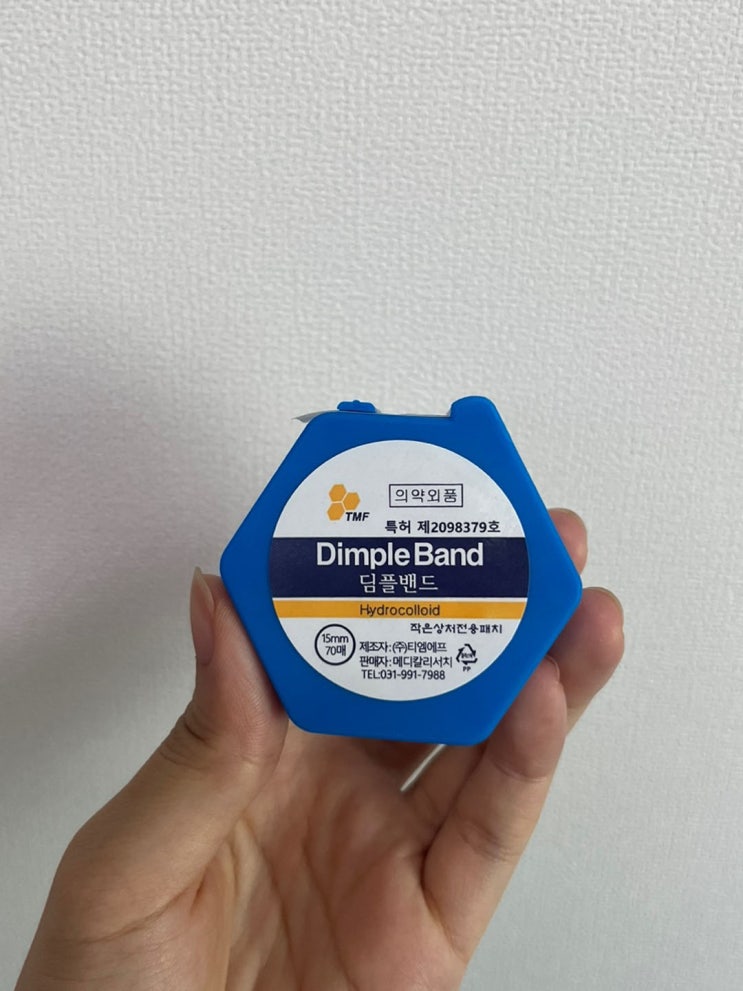 의약외품
TMF
특허 제2098379호
Dimple Band
딤플밴드
Hydrocolloid
작은상처전용패치
15mm
70매
제조자:(주)티엠에프
판매자:메디칼리서치
TEL:031-991-7988
PP